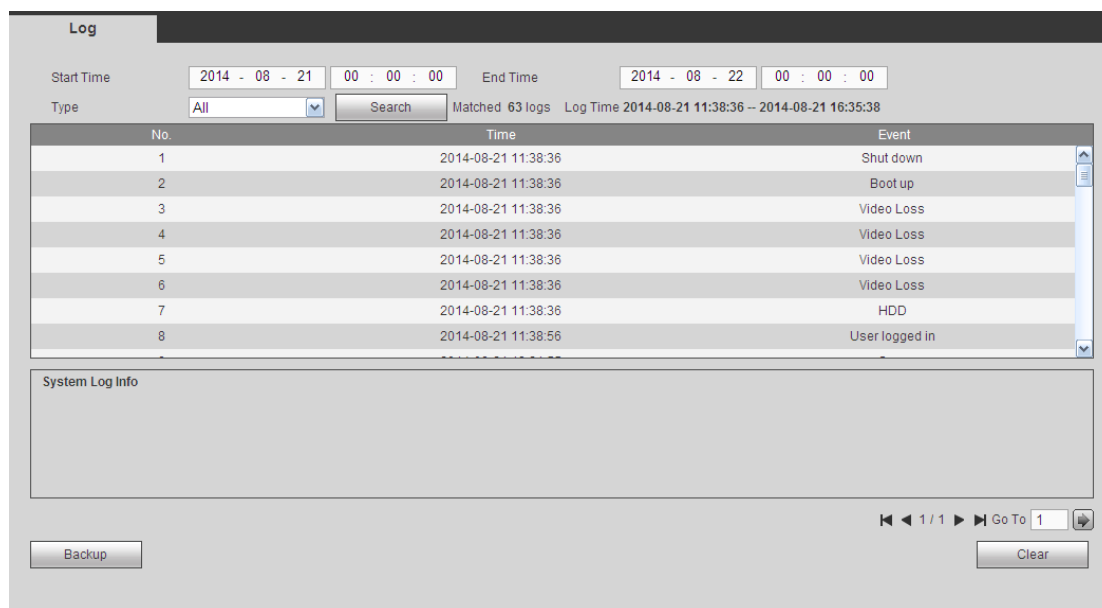 Log
Start Time 2014 - 08 - 21 00 : 00 : 00 End Time 2014 - 08 - 22 00 : 00 : 00
Type All Search Matched 63 logs Log Time 2014-08-21 11:38:36 -- 2014-08-21 16:35:38
No. Time Event
1 2014-08-21 11:38:36 Shut down
2 2014-08-21 11:38:36 Boot up
3 2014-08-21 11:38:36 Video Loss
4 2014-08-21 11:38:36 Video Loss
5 2014-08-21 11:38:36 Video Loss
6 2014-08-21 11:38:36 Video Loss
7 2014-08-21 11:38:36 HDD
8 2014-08-21 11:38:56 User logged in
System Log Info
1 / 1 Go To 1
Backup Clear